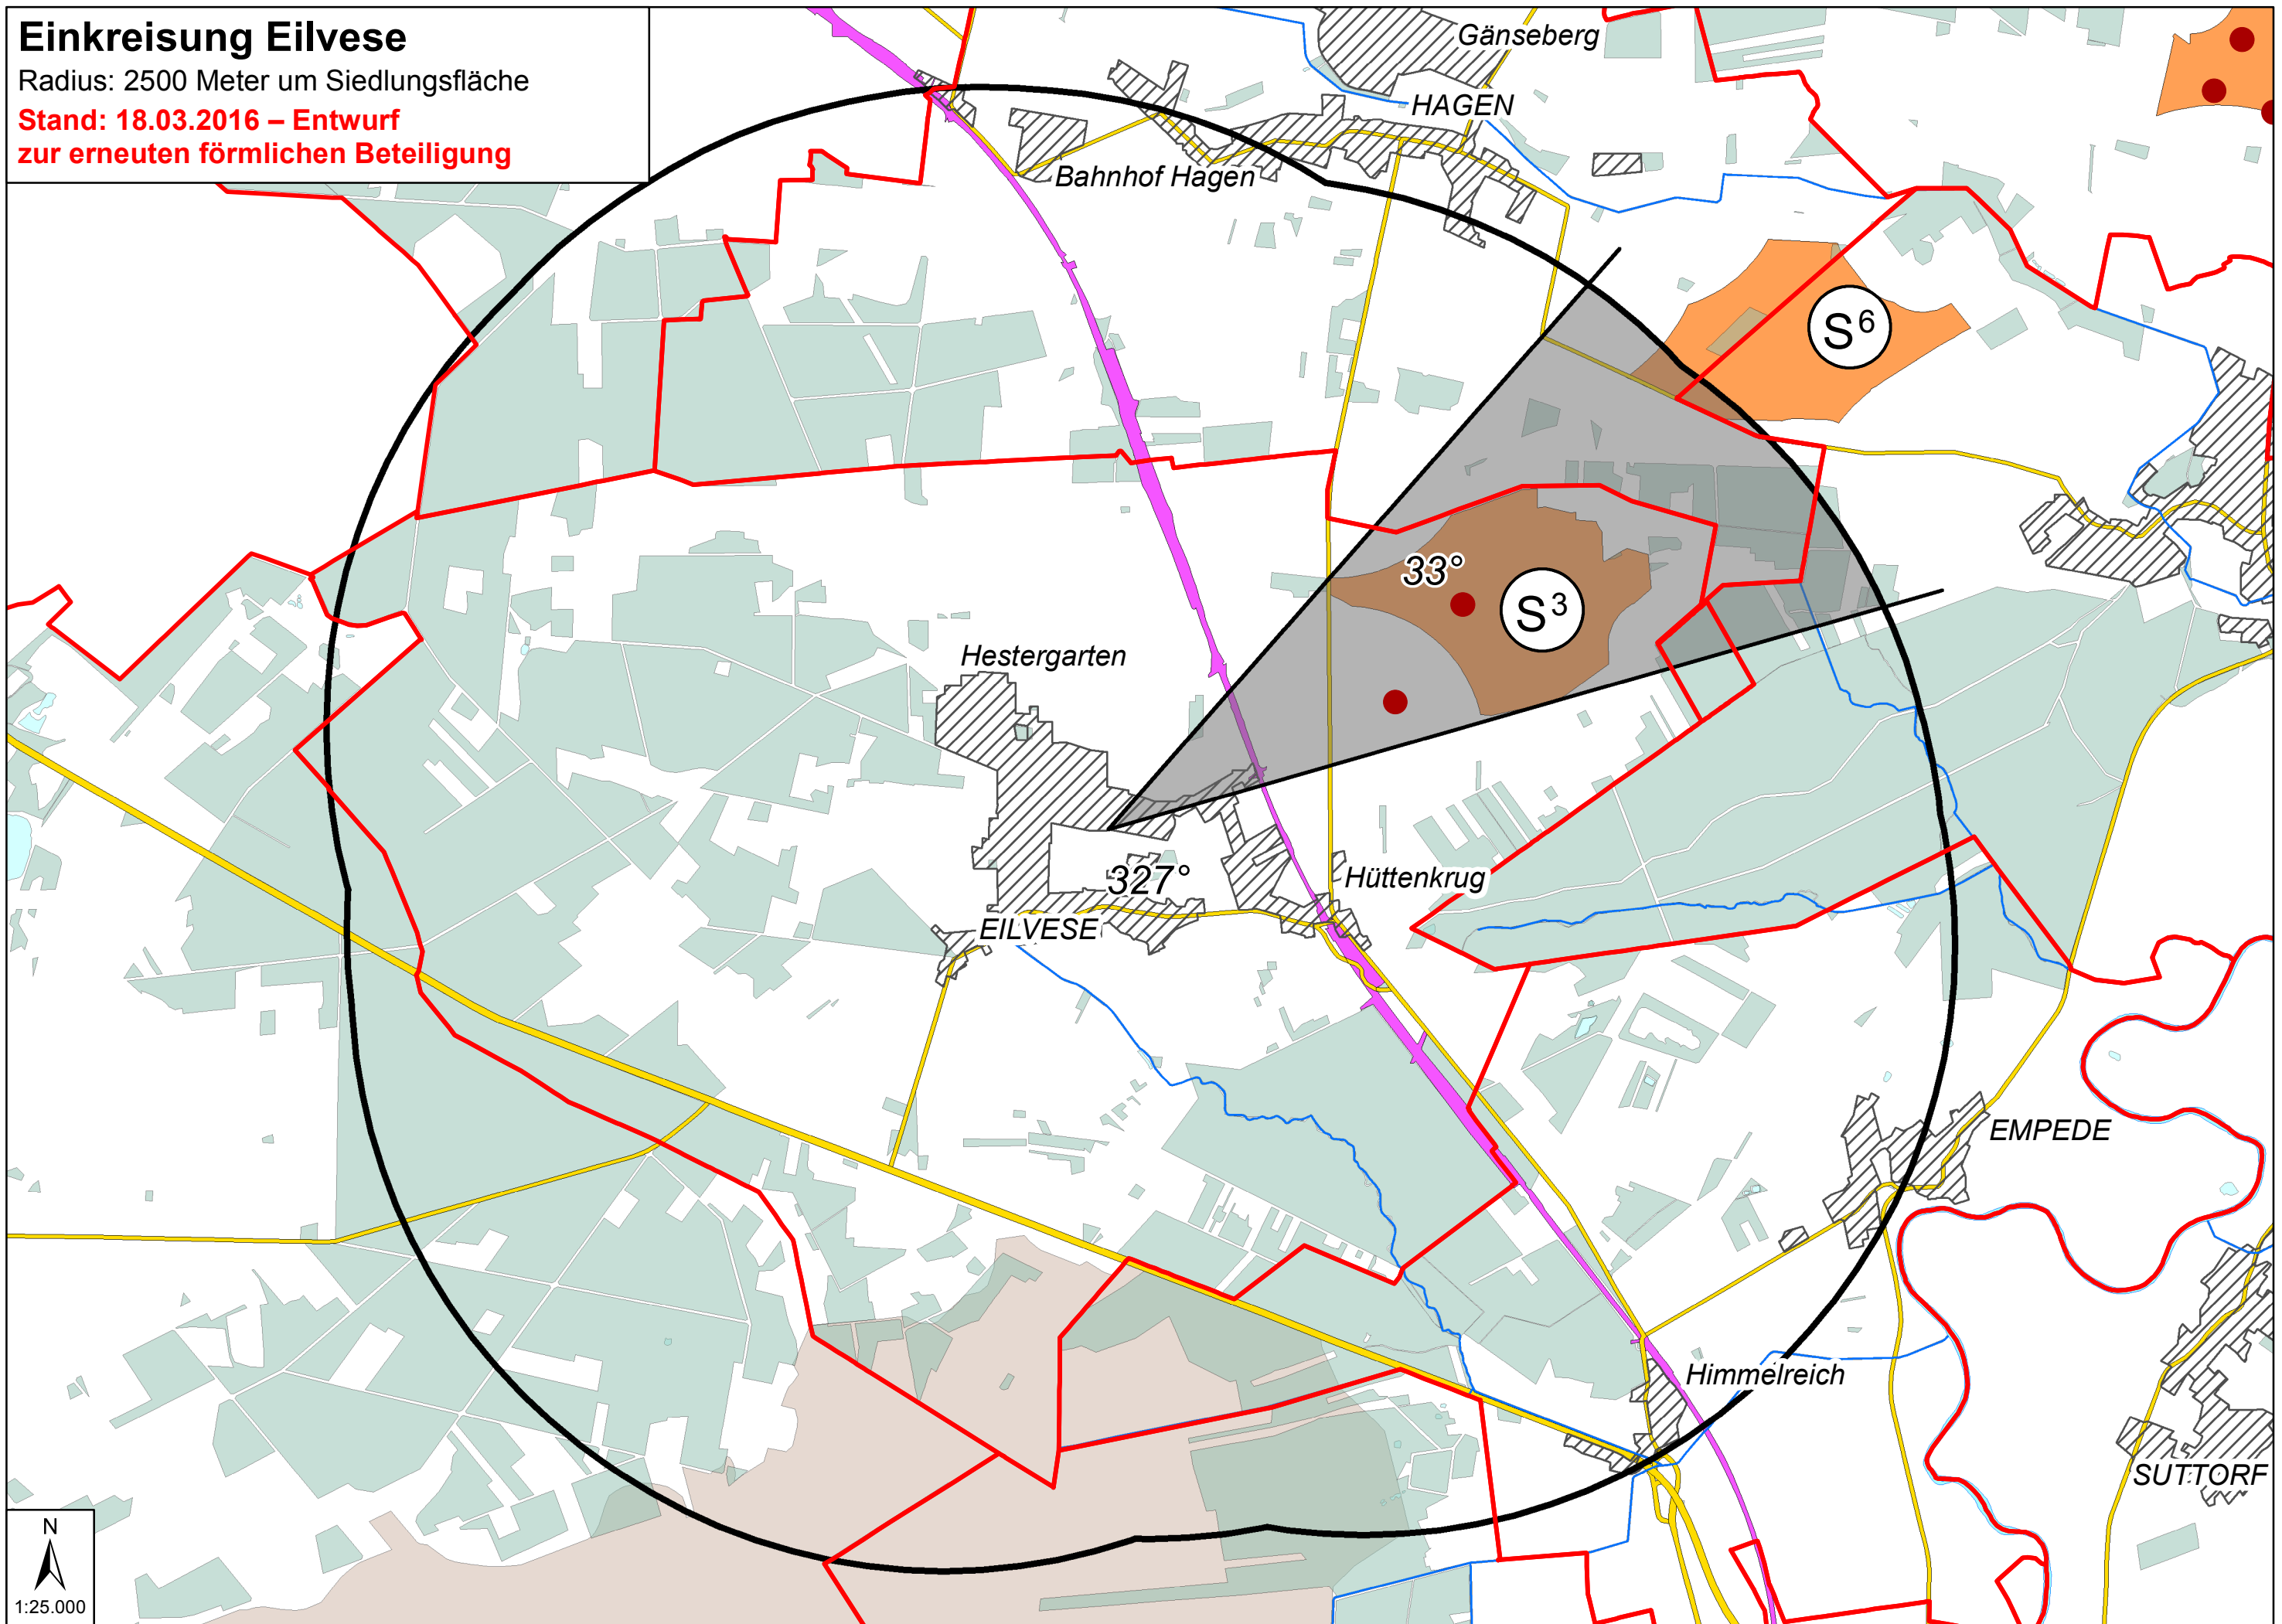 Einkreisung Eilvese
Radius: 2500 Meter um Siedlungsfläche
Stand: 18.03.2016 – Entwurf
zur erneuten förmlichen Beteiligung
Gänseberg
HAGEN
Bahnhof Hagen
S6
33°
S3
Hestergarten
327°
Hüttenkrug
EILVESE
EMPEDE
Himmelreich
SUTTORF
N
1:25.000